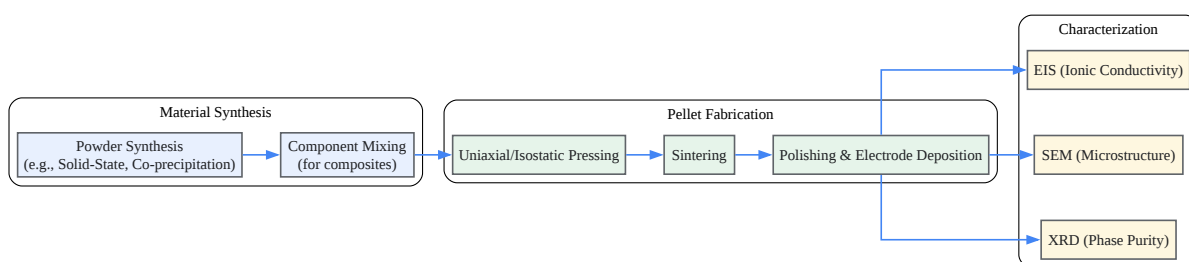 Material Synthesis
Powder Synthesis
(e.g., Solid-State, Co-precipitation)
Component Mixing
(for composites)
Pellet Fabrication
Uniaxial/Isostatic Pressing
Sintering
Polishing & Electrode Deposition
Characterization
EIS (Ionic Conductivity)
SEM (Microstructure)
XRD (Phase Purity)